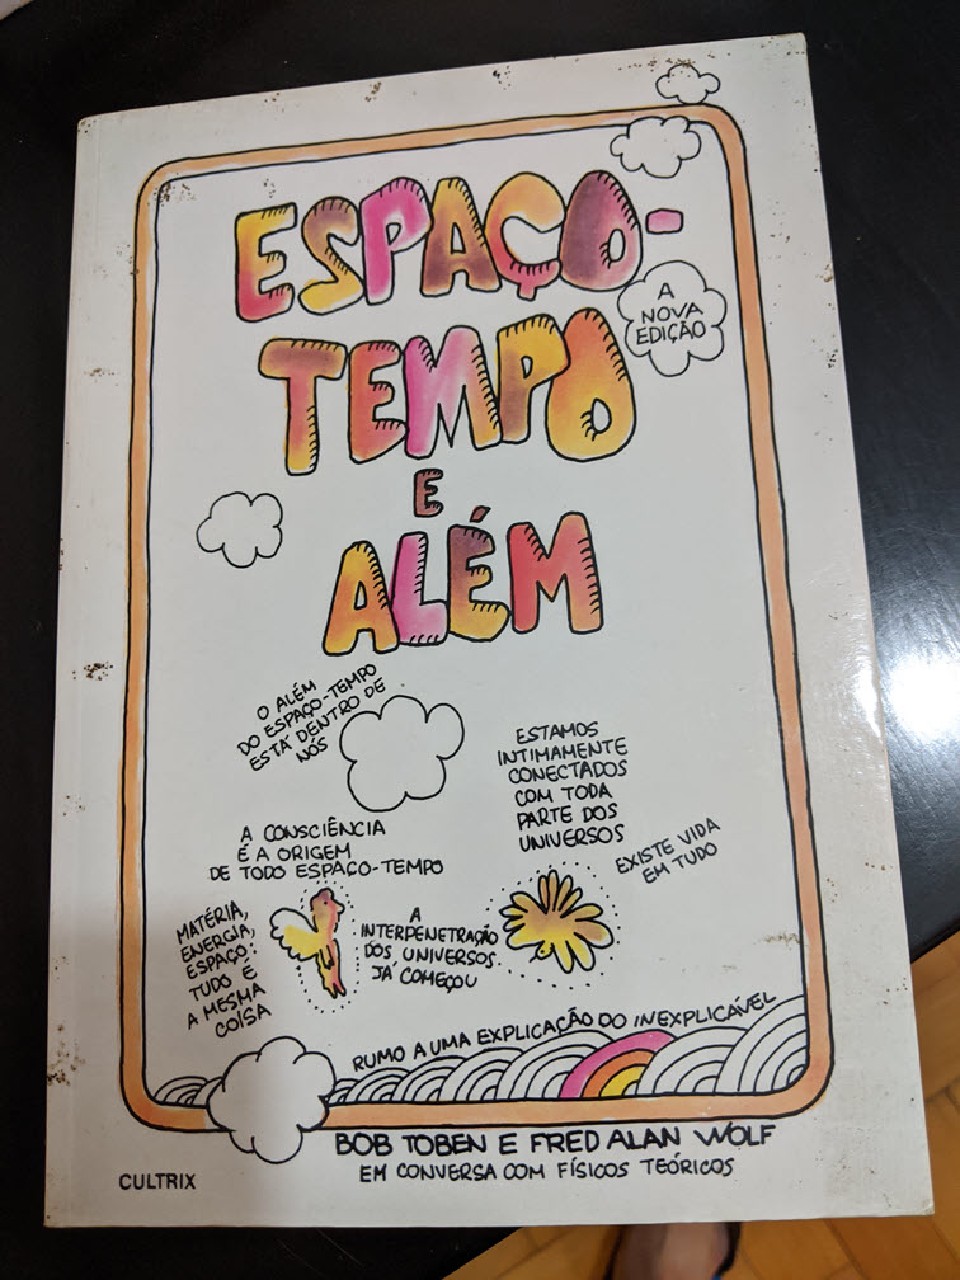 ESPAÇO-
TEMPO
E
ALÉM
A
NOVA
EDIÇÃO
O ALÉM
DO ESPAÇO-TEMPO
ESTÁ DENTRO DE
NÓS
ESTAMOS
INTIMAMENTE
CONECTADOS
COM TODA
PARTE DOS
UNIVERSOS
A CONSCIÊNCIA
É A ORIGEM
DE TODO ESPAÇO-TEMPO
EXISTE VIDA
EM TUDO
MATÉRIA,
ENERGIA,
ESPAÇO:
TUDO É
A MESMA
COISA
A
INTERPENETRAÇÃO
DOS UNIVERSOS
JÁ COMEÇOU
RUMO A UMA EXPLICAÇÃO DO INEXPLICÁVEL
BOB TOBEN E FRED ALAN WOLF
EM CONVERSA COM FÍSICOS TEÓRICOS
CULTRIX